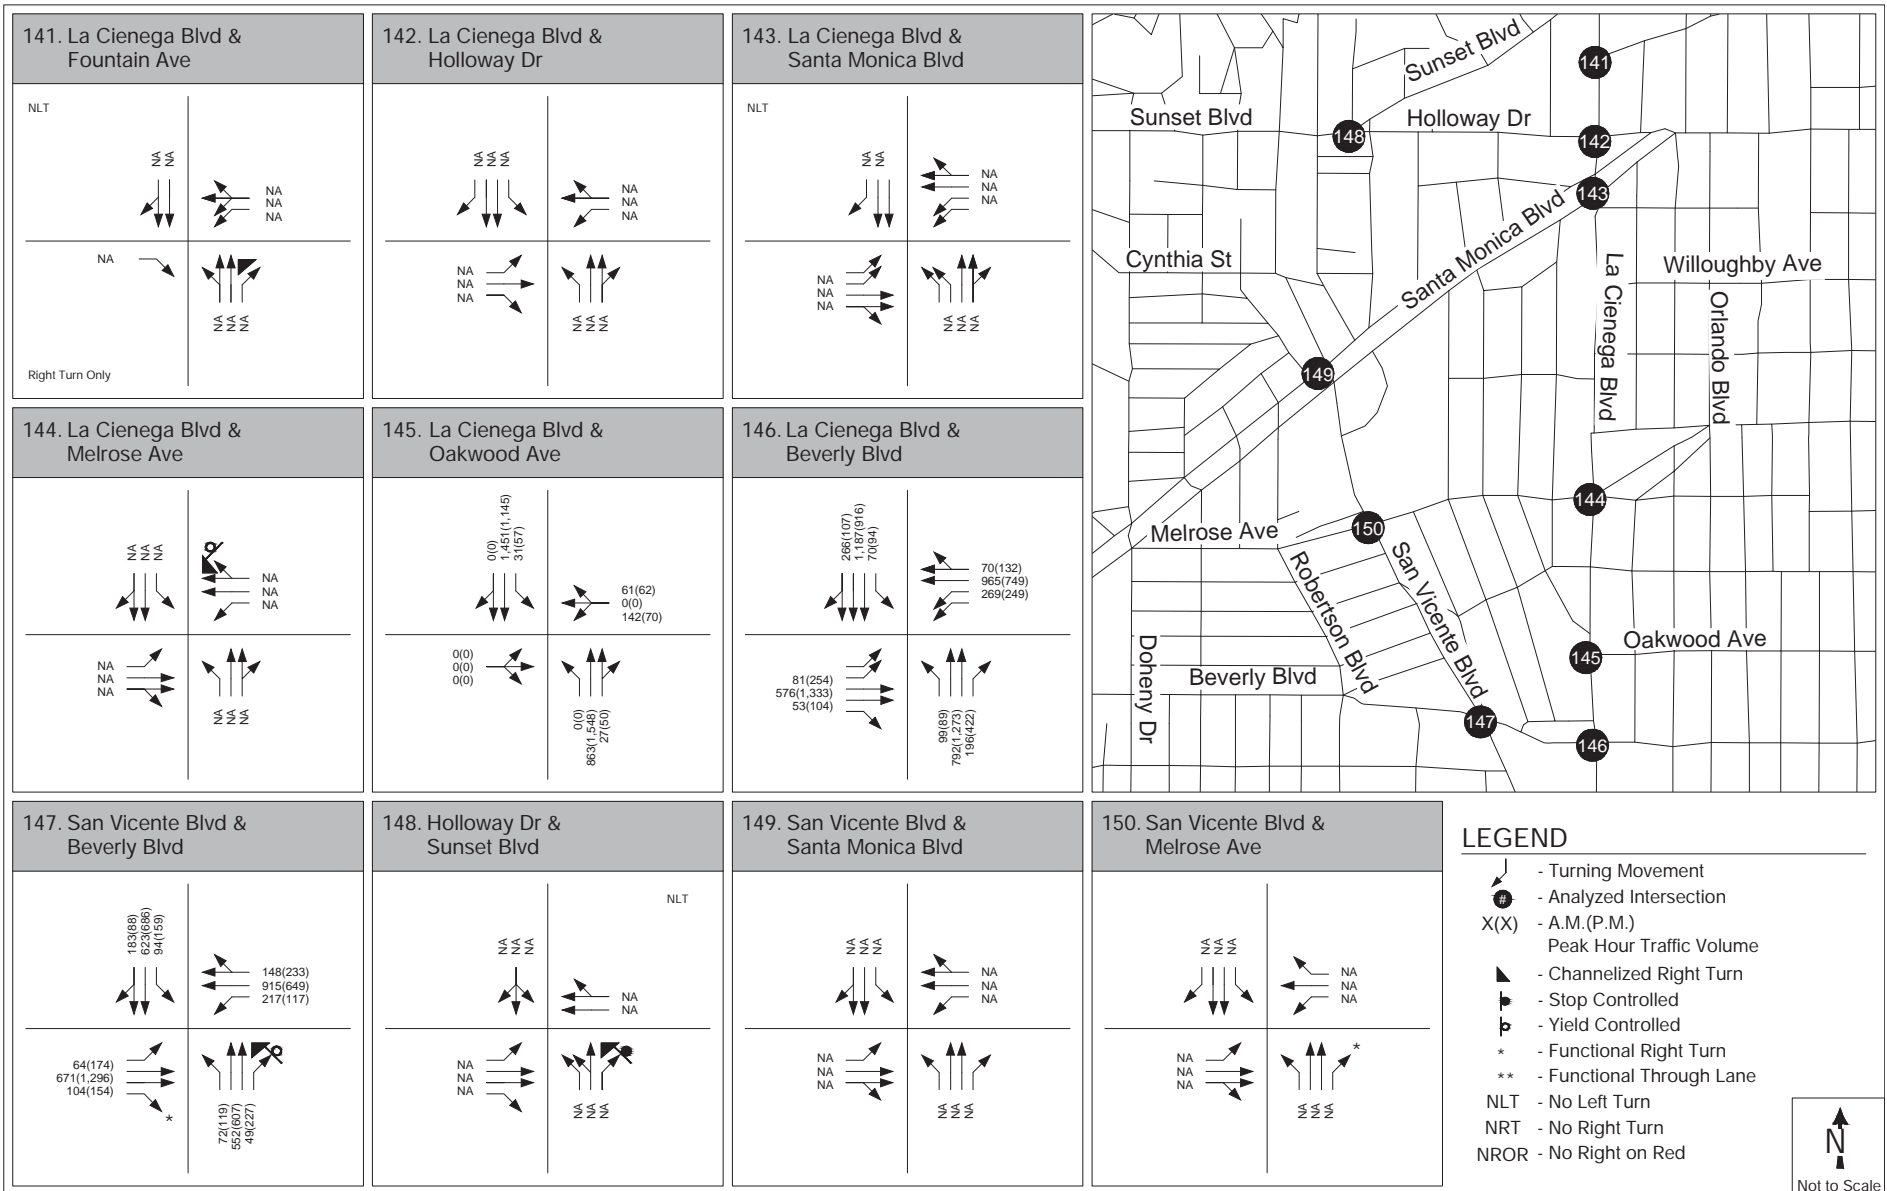 141. La Cienega Blvd &
Fountain Ave
NLT
NA
NA
NA
NA
NA
NA
NA
NA
NA
Right Turn Only
142. La Cienega Blvd &
Holloway Dr
NA
NA
NA
NA
NA
NA
NA
NA
NA
NA
NA
NA
143. La Cienega Blvd &
Santa Monica Blvd
NLT
NA
NA
NA
NA
NA
NA
NA
NA
NA
NA
NA
144. La Cienega Blvd &
Melrose Ave
NA
NA
NA
NA
NA
NA
NA
NA
NA
NA
NA
NA
145. La Cienega Blvd &
Oakwood Ave
0(0)
1,451(1,145)
31(57)
61(62)
0(0)
142(70)
0(0)
0(0)
0(0)
0(0)
863(1,548)
27(50)
146. La Cienega Blvd &
Beverly Blvd
266(107)
1,187(916)
70(94)
70(132)
965(749)
269(249)
81(254)
576(1,333)
53(104)
99(89)
792(1,273)
196(422)
147. San Vicente Blvd &
Beverly Blvd
183(88)
623(686)
94(159)
148(233)
915(649)
217(117)
64(174)
671(1,296)
104(154)
*
72(119)
552(607)
49(227)
148. Holloway Dr &
Sunset Blvd
NLT
NA
NA
NA
NA
NA
NA
NA
NA
NA
NA
NA
149. San Vicente Blvd &
Santa Monica Blvd
NA
NA
NA
NA
NA
NA
NA
NA
NA
NA
NA
NA
150. San Vicente Blvd &
Melrose Ave
NA
NA
NA
NA
NA
NA
NA
NA
NA
*
NA
NA
NA
Sunset Blvd
141
Sunset Blvd
148
Holloway Dr
142
143
Santa Monica Blvd
Cynthia St
La Cienega Blvd
Willoughby Ave
Orlando Blvd
149
144
Melrose Ave
150
Robertson Blvd
San Vicente Blvd
Doheny Dr
Oakwood Ave
145
Beverly Blvd
147
146
LEGEND
- Turning Movement
# - Analyzed Intersection
X(X) - A.M.(P.M.)
Peak Hour Traffic Volume
- Channelized Right Turn
- Stop Controlled
- Yield Controlled
* - Functional Right Turn
** - Functional Through Lane
NLT - No Left Turn
NRT - No Right Turn
NROR - No Right on Red
N
Not to Scale